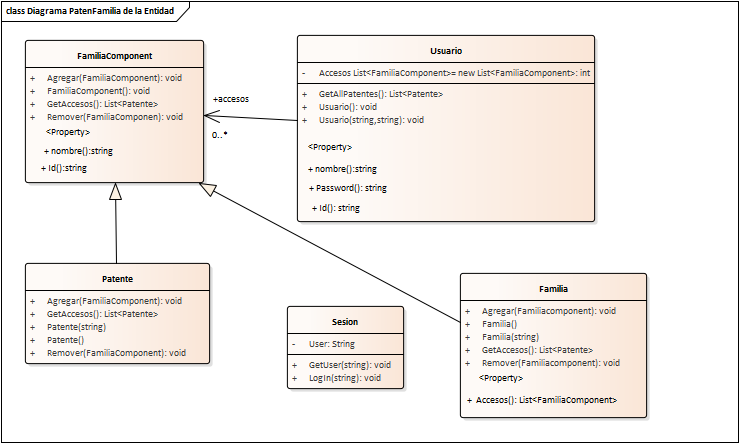 class Diagrama PatenFamilia de la Entidad
FamiliaComponent
+ Agregar(FamiliaComponent): void
+ FamiliaComponent(): void
+ GetAccesos(): List<Patente>
+ Remover(FamiliaComponen): void
<Property>
+ nombre():string
+ Id():string
+accesos
0..*
Usuario
- Accesos List<FamiliaComponent>= new List<FamiliaComponent>: int
+ GetAllPatentes(): List<Patente>
+ Usuario(): void
+ Usuario(string,string): void
<Property>
+ nombre():string
+ Password(): string
+ Id(): string
Patente
+ Agregar(FamiliaComponent): void
+ GetAccesos(): List<Patente>
+ Patente(string)
+ Patente()
+ Remover(FamiliaComponent): void
Sesion
- User: String
+ GetUser(string): void
+ LogIn(string): void
Familia
+ Agregar(Familiacomponent): void
+ Familia()
+ Familia(string)
+ GetAccesos(): List<Patente>
+ Remover(Familiacomponent): void
<Property>
+ Accesos(): List<FamiliaComponent>